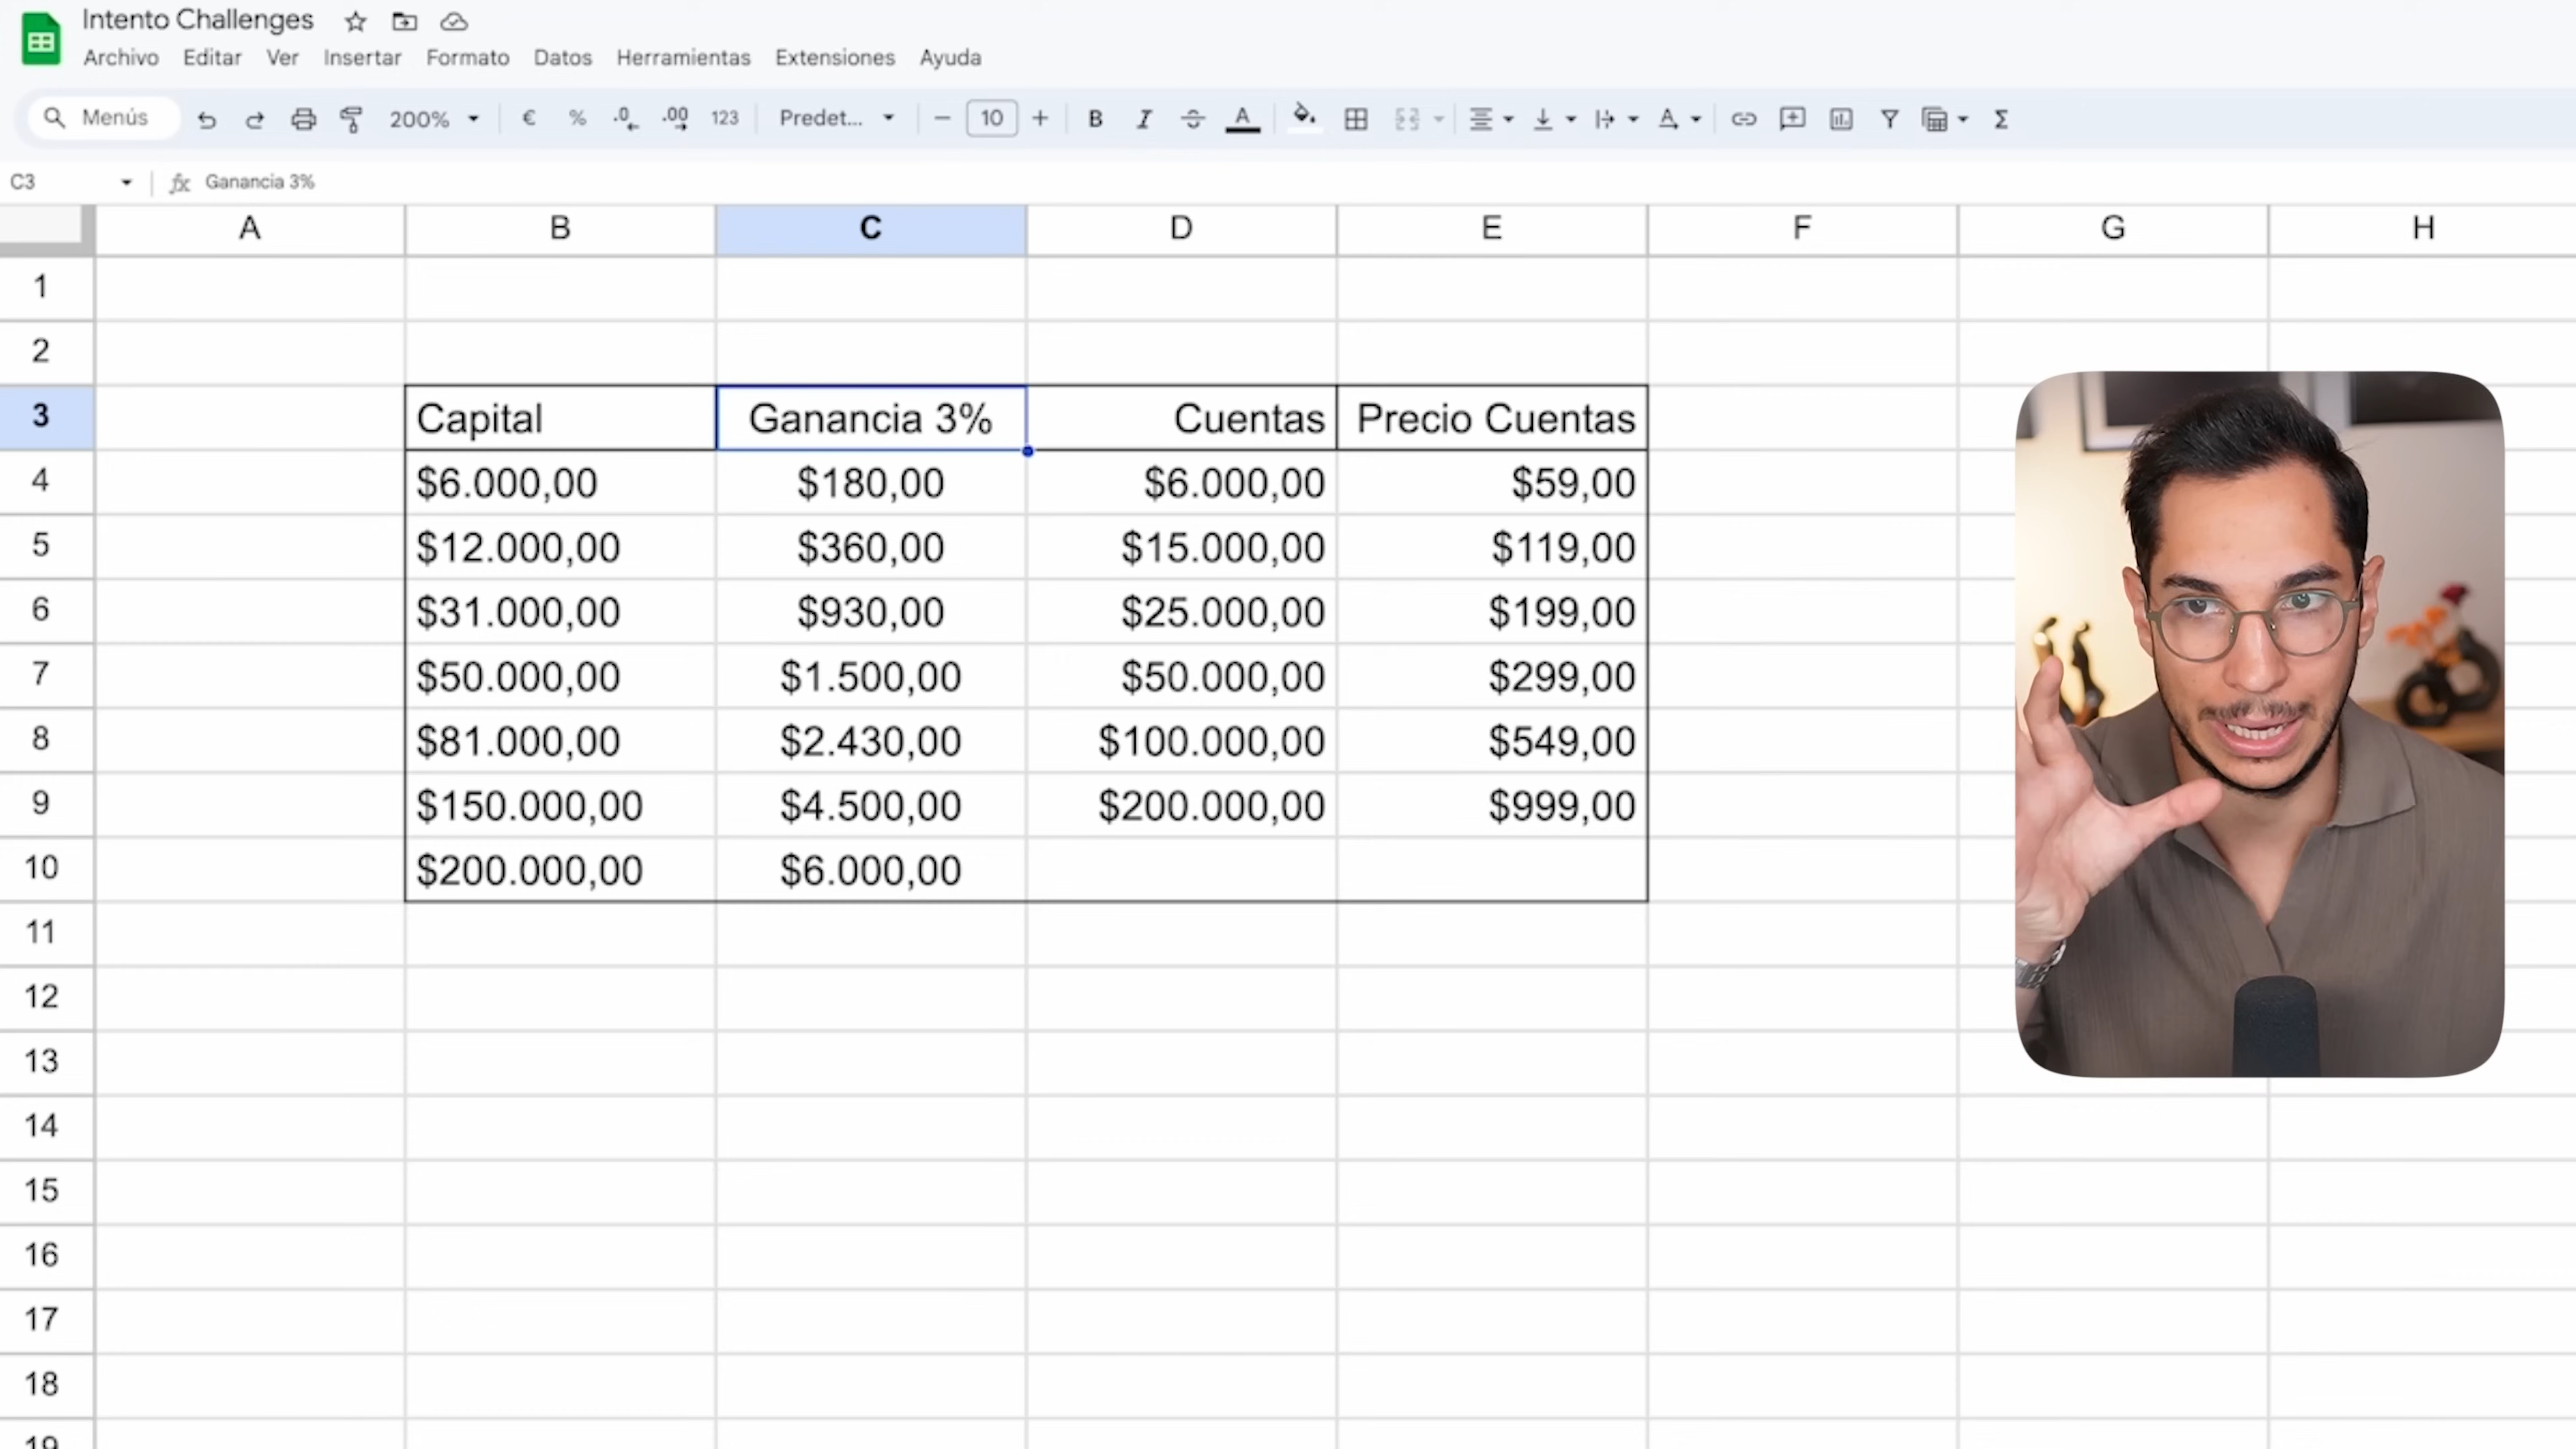 Intento Challenges
Archivo Editar Ver Insertar Formato Datos Herramientas Extensiones Ayuda
Menús 200% € % .0 .00 123 Predet... 10 B I A Σ
C3 fx Ganancia 3%
A B C D E F G H
1
2
3 Capital Ganancia 3% Cuentas Precio Cuentas
4 $6.000,00 $180,00 $6.000,00 $59,00
5 $12.000,00 $360,00 $15.000,00 $119,00
6 $31.000,00 $930,00 $25.000,00 $199,00
7 $50.000,00 $1.500,00 $50.000,00 $299,00
8 $81.000,00 $2.430,00 $100.000,00 $549,00
9 $150.000,00 $4.500,00 $200.000,00 $999,00
10 $200.000,00 $6.000,00
11
12
13
14
15
16
17
18
19